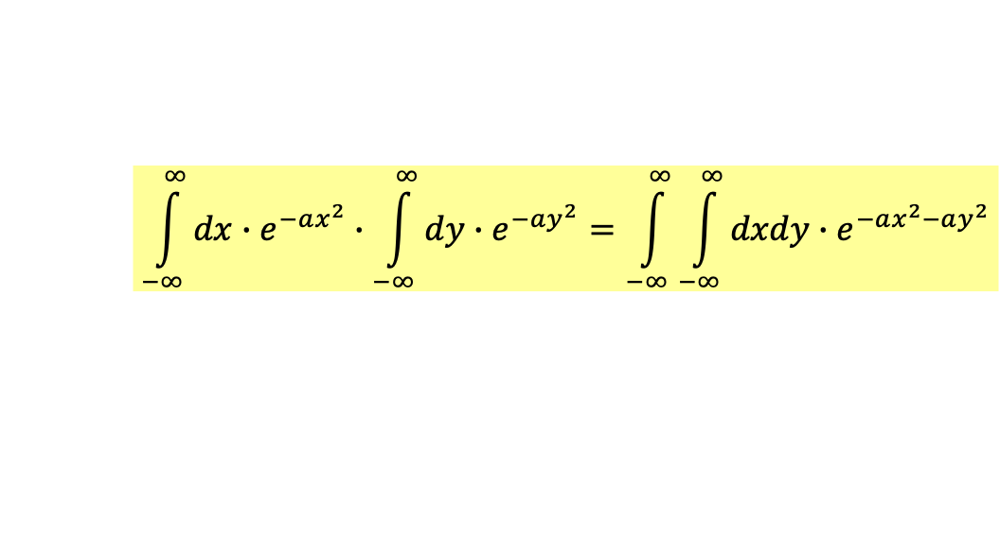 ∫_{−∞}^{∞} dx · e^{−ax²} · ∫_{−∞}^{∞} dy · e^{−ay²} = ∫_{−∞}^{∞} ∫_{−∞}^{∞} dxdy · e^{−ax²−ay²}